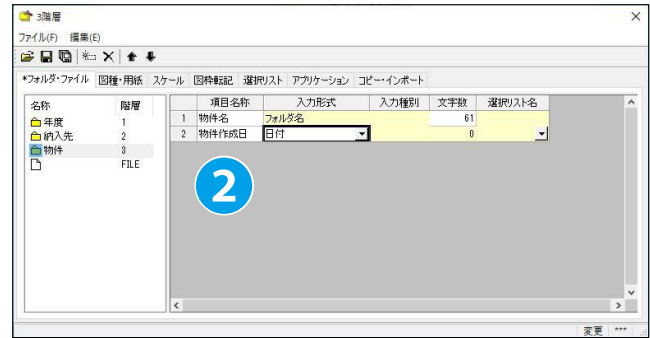 3階層
ファイル(F) 編集(E)
*フォルダ・ファイル 図種・用紙 スケール 図枠転記 選択リスト アプリケーション コピー・インポート
名称 階層
年度 1
納入先 2
物件 3
FILE
項目名称 入力形式 入力種別 文字数 選択リスト名
1 物件名 フォルダ名 61
2 物件作成日 日付 0
2
変更 ***